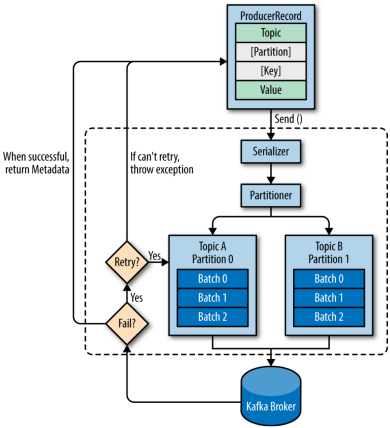 ProducerRecord
Topic
[Partition]
[Key]
Value
Send ()
When successful,
return Metadata
If can't retry,
throw exception
Serializer
Partitioner
Retry?
Yes
Topic A
Partition 0
Batch 0
Batch 1
Batch 2
Topic B
Partition 1
Batch 0
Batch 1
Batch 2
Yes
Fail?
Kafka Broker